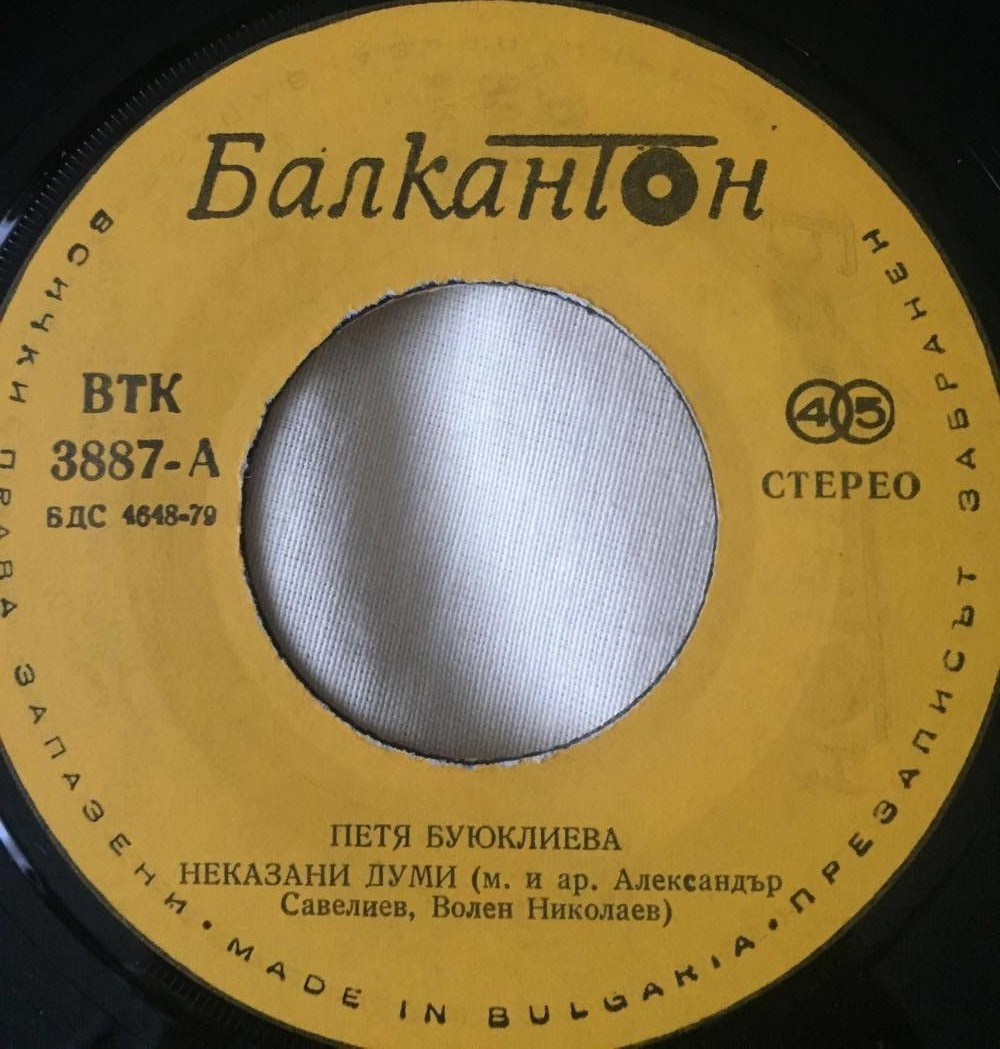 БалканТон
ВТК
3887-А
БДС 4648-79
45
СТЕРЕО
ПЕТЯ БУЮКЛИЕВА
НЕКАЗАНИ ДУМИ (м. и ар. Александър
Савелиев, Волен Николаев)
ВСИЧКИ ПРАВА ЗАПАЗЕНИ · MADE IN BULGARIA · ПРЕЗАПИСЪТ ЗАБРАНЕН